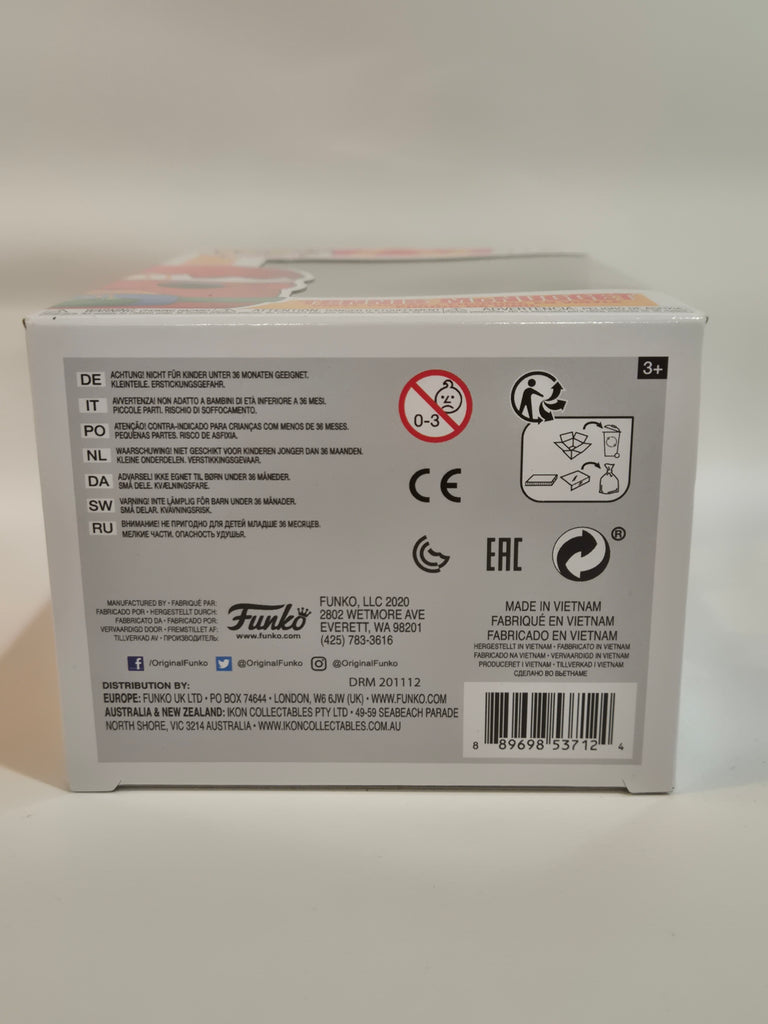 3+
DE ACHTUNG! NICHT FÜR KINDER UNTER 36 MONATEN GEEIGNET.
KLEINTEILE. ERSTICKUNGSGEFAHR.
IT AVVERTENZA! NON ADATTO A BAMBINI DI ETÀ INFERIORE A 36 MESI.
PICCOLE PARTI. RISCHIO DI SOFFOCAMENTO.
PO ATENÇÃO! CONTRA-INDICADO PARA CRIANÇAS COM MENOS DE 36 MESES.
PEQUENAS PARTES. RISCO DE ASFIXIA.
NL WAARSCHUWING! NIET GESCHIKT VOOR KINDEREN JONGER DAN 36 MAANDEN.
KLEINE ONDERDELEN. VERSTIKKINGSGEVAAR.
DA ADVARSEL! IKKE EGNET TIL BØRN UNDER 36 MÅNEDER.
SMÅ DELE. KVÆLNINGSFARE.
SW VARNING! INTE LÄMPLIG FÖR BARN UNDER 36 MÅNADER.
SMÅ DELAR. KVÄVNINGSRISK.
RU ВНИМАНИЕ! НЕ ПРИГОДНО ДЛЯ ДЕТЕЙ МЛАДШЕ 36 МЕСЯЦЕВ.
МЕЛКИЕ ЧАСТИ. ОПАСНОСТЬ УДУШЬЯ.
0-3
CE
EAC
®
MANUFACTURED BY • FABRIQUÉ PAR:
FABRICADO POR • HERGESTELLT DURCH:
FABRICATO DA • FABRICADO POR:
VERVAARDIGD DOOR • FREMSTILLET AF:
TILLVERKAD AV • ПРОИЗВОДИТЕЛЬ:
Funko
www.funko.com
FUNKO, LLC 2020
2802 WETMORE AVE
EVERETT, WA 98201
(425) 783-3616
/OriginalFunko @OriginalFunko @OriginalFunko
DRM 201112
DISTRIBUTION BY:
EUROPE: FUNKO UK LTD • PO BOX 74644 • LONDON, W6 6JW (UK) • WWW.FUNKO.COM
AUSTRALIA & NEW ZEALAND: IKON COLLECTABLES PTY LTD • 49-59 SEABEACH PARADE
NORTH SHORE, VIC 3214 AUSTRALIA • WWW.IKONCOLLECTABLES.COM.AU
MADE IN VIETNAM
FABRIQUÉ EN VIETNAM
FABRICADO EN VIETNAM
HERGESTELLT IN VIETNAM • FABBRICATO IN VIETNAM
FABRICADO NA VIETNAM • VERVAARDIGD IN VIETNAM
PRODUCERET I VIETNAM • TILLVERKAD I VIETNAM
СДЕЛАНО ВО ВЬЕТНАМЕ
8 89698 53712 4